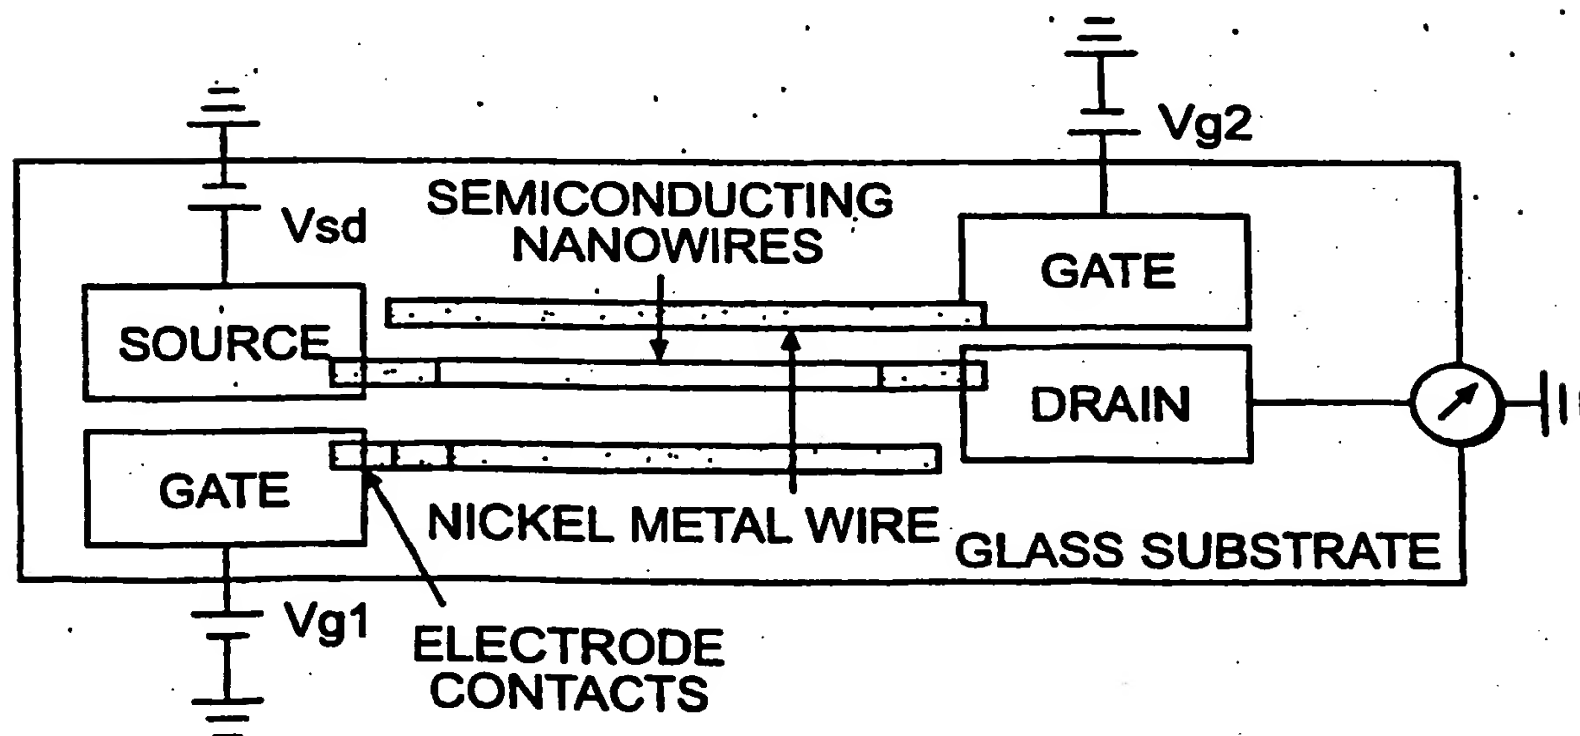 Vg2
SEMICONDUCTING
NANOWIRES
Vsd
GATE
SOURCE
DRAIN
GATE
NICKEL METAL WIRE
GLASS SUBSTRATE
Vg1
ELECTRODE
CONTACTS